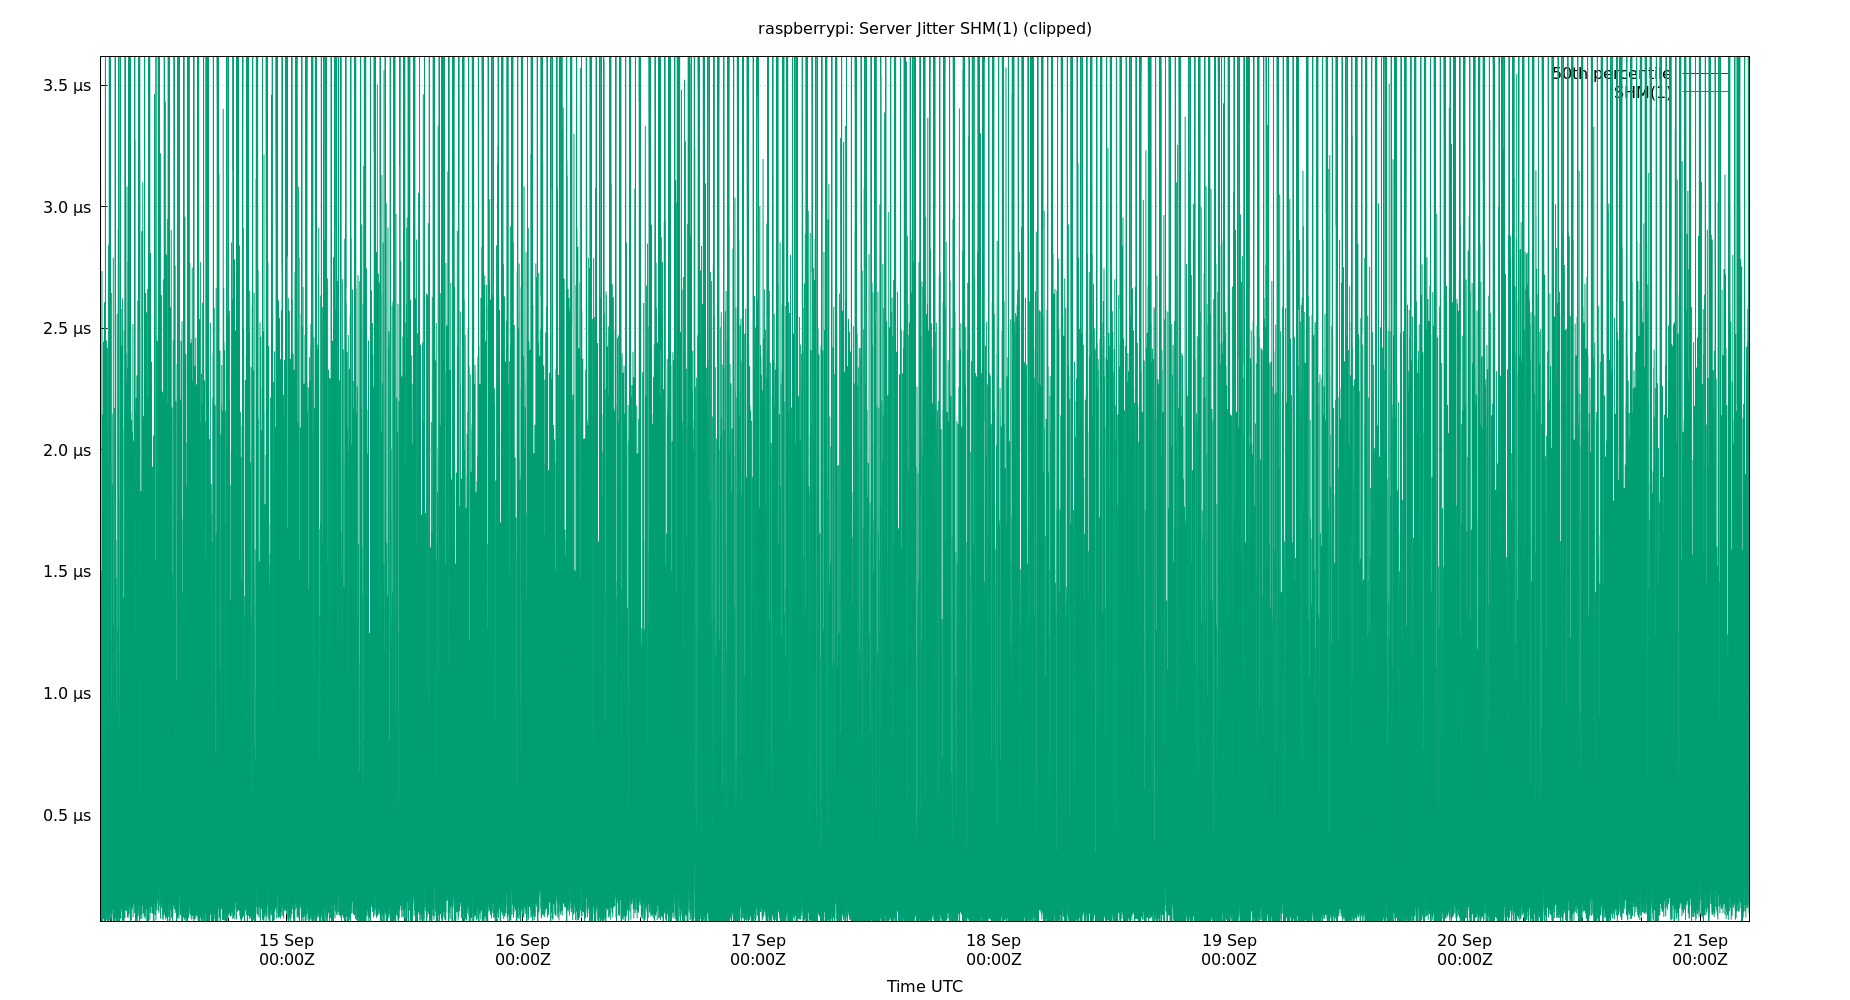 raspberrypi: Server Jitter SHM(1) (clipped)
50th percentile
SHM(1)
3.5 µs
3.0 µs
2.5 µs
2.0 µs
1.5 µs
1.0 µs
0.5 µs
15 Sep 16 Sep 17 Sep 18 Sep 19 Sep 20 Sep 21 Sep
00:00Z 00:00Z 00:00Z 00:00Z 00:00Z 00:00Z 00:00Z
Time UTC